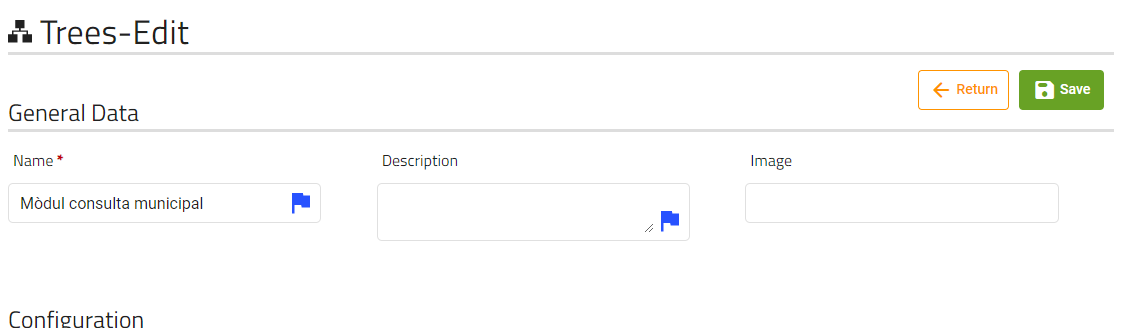 Trees-Edit
Return
Save
General Data
Name *
Description
Image
Mòdul consulta municipal
Configuration